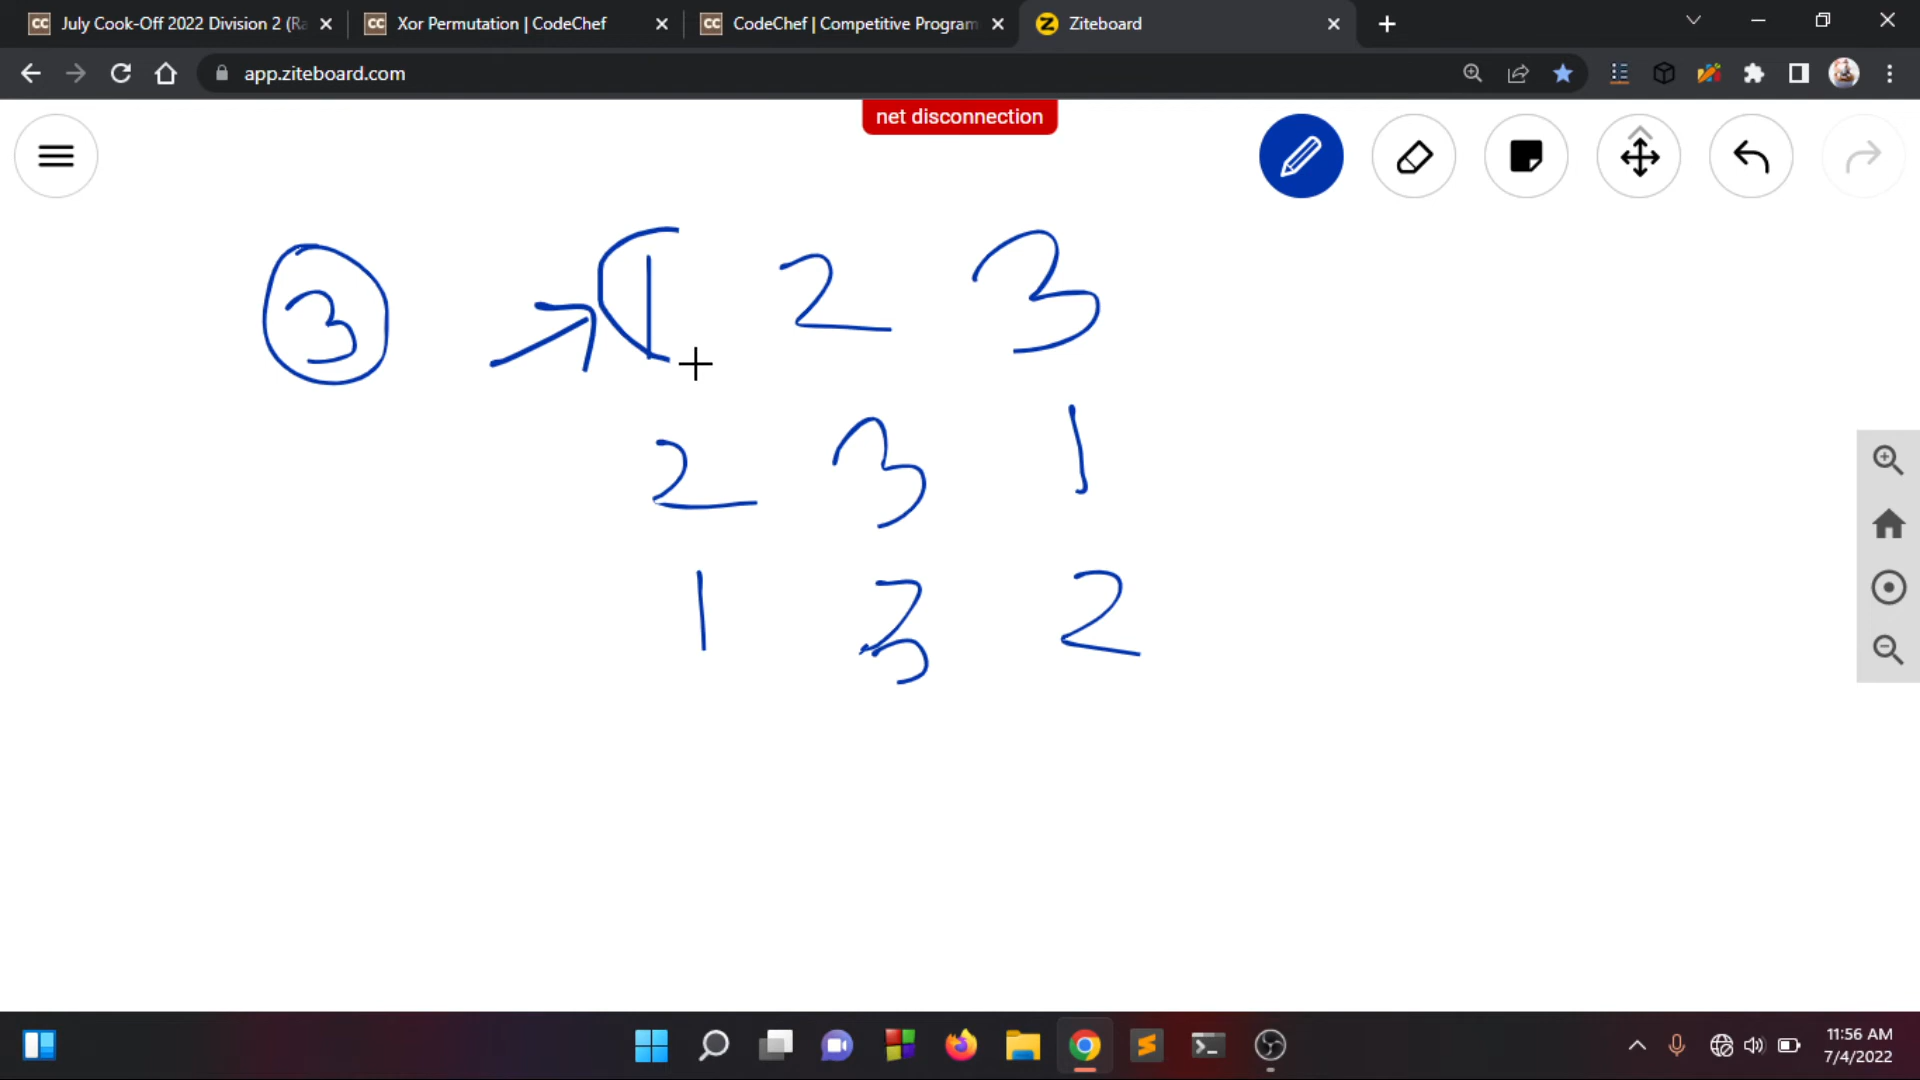 July Cook-Off 2022 Division 2 (Ra
Xor Permutation | CodeChef
CodeChef | Competitive Program
Ziteboard
app.ziteboard.com
net disconnection
3 1 2 3
2 3 1
1 3 2
11:56 AM
7/4/2022